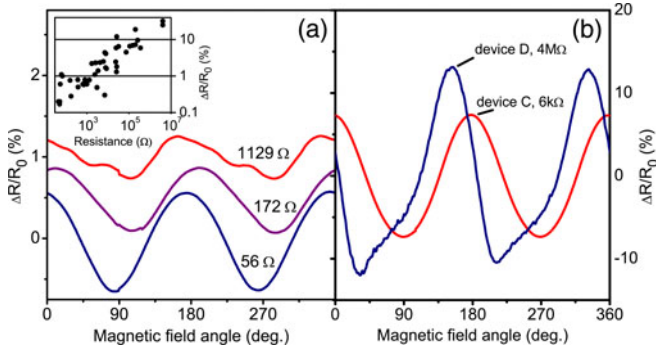 (a)
(b)
ΔR/R0 (%)
2
1
0
0
90
180
270
360
Magnetic field angle (deg.)
1129 Ω
172 Ω
56 Ω
10
1
0.1
ΔR/R0 (%)
10^3
10^5
10^7
Resistance (Ω)
device D, 4MΩ
device C, 6kΩ
20
10
0
-10
ΔR/R0 (%)
90
180
270
360
Magnetic field angle (deg.)